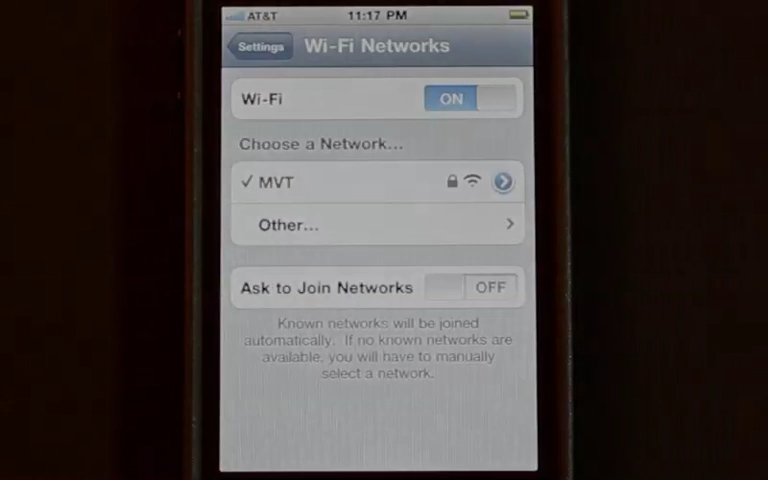 AT&T 11:17 PM
Settings Wi-Fi Networks
Wi-Fi ON
Choose a Network...
✓ MVT
Other...
Ask to Join Networks OFF
Known networks will be joined
automatically. If no known networks are
available, you will have to manually
select a network.